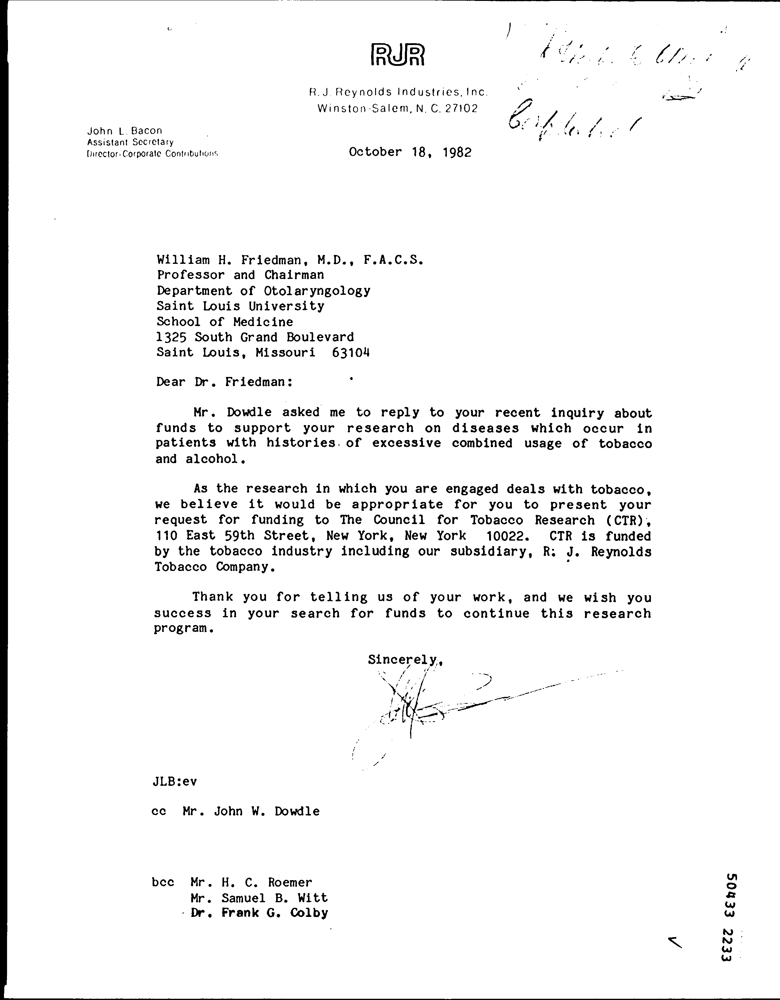 RJR
R. J. Reynolds Industries, Inc.
Winston-Salem, N. C. 27102
John L. Bacon
Assistant Secretary
Director-Corporate Contributions
October 18, 1982
William H. Friedman, M.D., F.A.C.S.
Professor and Chairman
Department of Otolaryngology
Saint Louis University
School of Medicine
1325 South Grand Boulevard
Saint Louis, Missouri 63104
Dear Dr. Friedman:
Mr. Dowdle asked me to reply to your recent inquiry about
funds to support your research on diseases which occur in
patients with histories of excessive combined usage of tobacco
and alcohol.
As the research in which you are engaged deals with tobacco,
we believe it would be appropriate for you to present your
request for funding to The Council for Tobacco Research (CTR),
110 East 59th Street, New York, New York 10022. CTR is funded
by the tobacco industry including our subsidiary, R. J. Reynolds
Tobacco Company.
Thank you for telling us of your work, and we wish you
success in your search for funds to continue this research
program.
Sincerely,
JLB:ev
cc Mr. John W. Dowdle
bcc Mr. H. C. Roemer
Mr. Samuel B. Witt
Dr. Frank G. Colby
50433 2233